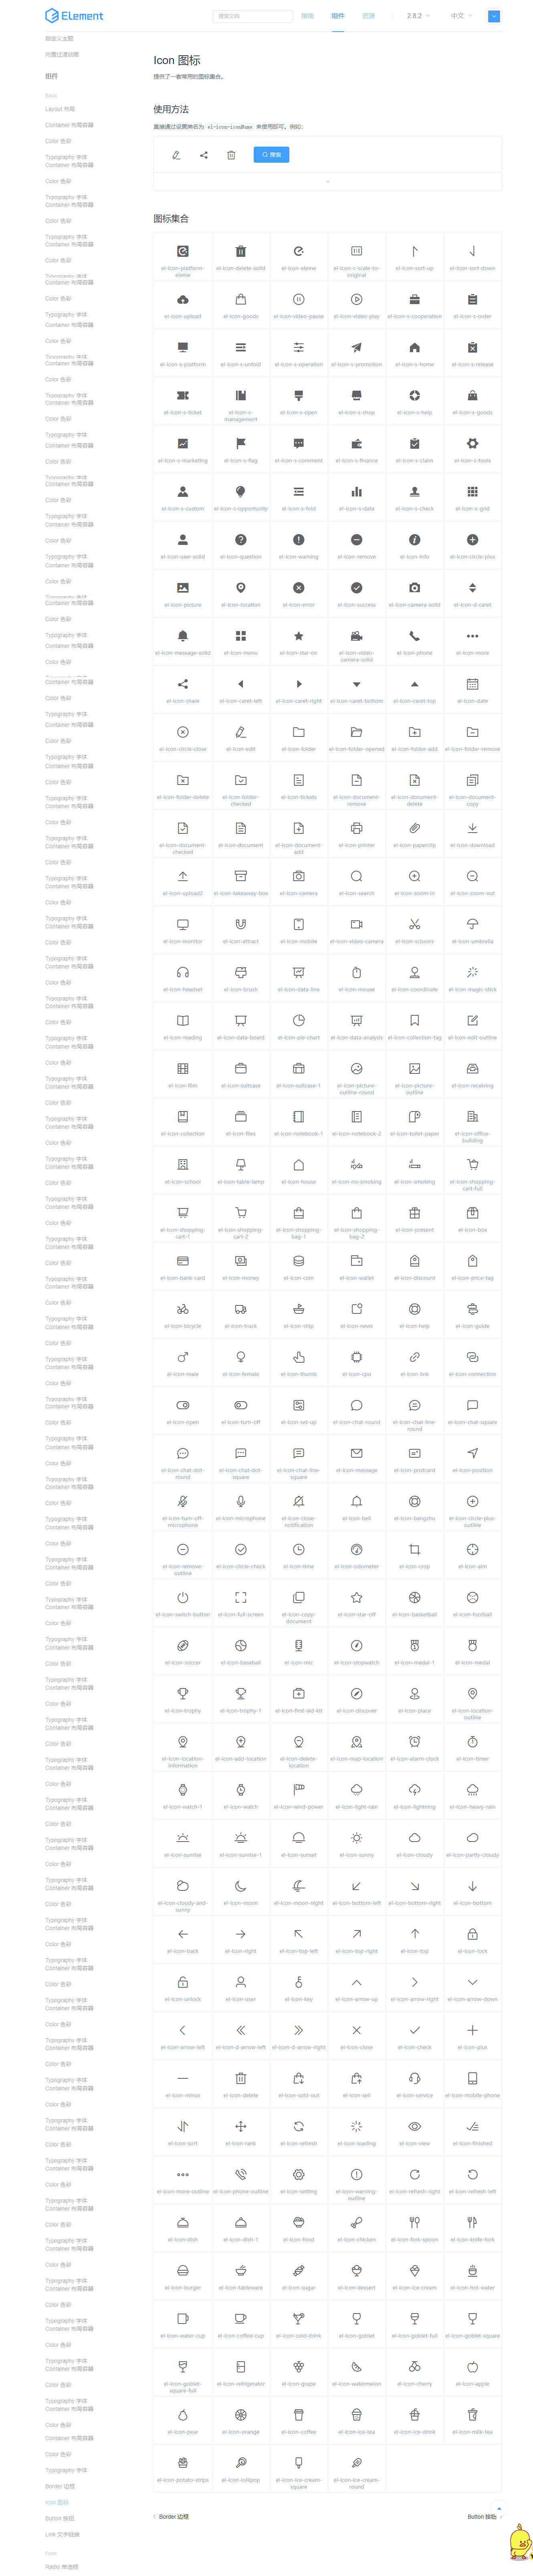 Element
搜索文档
指南
组件
资源
2.8.2
中文
自定义主题
内置过渡动画
组件
Basic
Layout 布局
Container 布局容器
Color 色彩
Typography 字体
Container 布局容器
Color 色彩
Typography 字体
Container 布局容器
Color 色彩
Typography 字体
Container 布局容器
Color 色彩
Typography 字体
Border 边框
Icon 图标
Button 按钮
Link 文字链接
Form
Radio 单选框
Icon 图标
提供了一套常用的图标集合。
使用方法
直接通过设置类名为 el-icon-iconName 来使用即可。例如：
搜索
图标集合
el-icon-platform-eleme
el-icon-delete-solid
el-icon-eleme
el-icon-c-scale-to-original
el-icon-sort-up
el-icon-sort-down
el-icon-upload
el-icon-goods
el-icon-video-pause
el-icon-video-play
el-icon-s-cooperation
el-icon-s-order
el-icon-s-platform
el-icon-s-unfold
el-icon-s-operation
el-icon-s-promotion
el-icon-s-home
el-icon-s-release
el-icon-s-ticket
el-icon-s-management
el-icon-s-open
el-icon-s-shop
el-icon-s-help
el-icon-s-goods
el-icon-s-marketing
el-icon-s-flag
el-icon-s-comment
el-icon-s-finance
el-icon-s-claim
el-icon-s-tools
el-icon-s-custom
el-icon-s-opportunity
el-icon-s-fold
el-icon-s-data
el-icon-s-check
el-icon-s-grid
el-icon-user-solid
el-icon-question
el-icon-warning
el-icon-remove
el-icon-info
el-icon-circle-plus
el-icon-picture
el-icon-location
el-icon-error
el-icon-success
el-icon-camera-solid
el-icon-d-caret
el-icon-message-solid
el-icon-menu
el-icon-star-on
el-icon-video-camera-solid
el-icon-phone
el-icon-more
el-icon-share
el-icon-caret-left
el-icon-caret-right
el-icon-caret-bottom
el-icon-caret-top
el-icon-date
el-icon-circle-close
el-icon-edit
el-icon-folder
el-icon-folder-opened
el-icon-folder-add
el-icon-folder-remove
el-icon-folder-delete
el-icon-folder-checked
el-icon-tickets
el-icon-document-remove
el-icon-document-delete
el-icon-document-copy
el-icon-document-checked
el-icon-document
el-icon-document-add
el-icon-printer
el-icon-paperclip
el-icon-download
el-icon-upload2
el-icon-takeaway-box
el-icon-camera
el-icon-search
el-icon-zoom-in
el-icon-zoom-out
el-icon-monitor
el-icon-attract
el-icon-mobile
el-icon-video-camera
el-icon-scissors
el-icon-umbrella
el-icon-headset
el-icon-brush
el-icon-data-line
el-icon-mouse
el-icon-coordinate
el-icon-magic-stick
el-icon-reading
el-icon-data-board
el-icon-pie-chart
el-icon-data-analysis
el-icon-collection-tag
el-icon-edit-outline
el-icon-film
el-icon-suitcase
el-icon-suitcase-1
el-icon-picture-outline-round
el-icon-picture-outline
el-icon-receiving
el-icon-collection
el-icon-files
el-icon-notebook-1
el-icon-notebook-2
el-icon-toilet-paper
el-icon-office-building
el-icon-school
el-icon-table-lamp
el-icon-house
el-icon-no-smoking
el-icon-smoking
el-icon-shopping-cart-full
el-icon-shopping-cart-1
el-icon-shopping-cart-2
el-icon-shopping-bag-1
el-icon-shopping-bag-2
el-icon-present
el-icon-box
el-icon-bank-card
el-icon-money
el-icon-coin
el-icon-wallet
el-icon-discount
el-icon-price-tag
el-icon-bicycle
el-icon-truck
el-icon-ship
el-icon-news
el-icon-help
el-icon-guide
el-icon-male
el-icon-female
el-icon-thumb
el-icon-cpu
el-icon-link
el-icon-connection
el-icon-open
el-icon-turn-off
el-icon-set-up
el-icon-chat-round
el-icon-chat-line-round
el-icon-chat-square
el-icon-chat-dot-round
el-icon-chat-dot-square
el-icon-chat-line-square
el-icon-message
el-icon-postcard
el-icon-position
el-icon-turn-off-microphone
el-icon-microphone
el-icon-close-notification
el-icon-bell
el-icon-bangzhu
el-icon-circle-plus-outline
el-icon-remove-outline
el-icon-circle-check
el-icon-time
el-icon-odometer
el-icon-crop
el-icon-aim
el-icon-switch-button
el-icon-full-screen
el-icon-copy-document
el-icon-star-off
el-icon-basketball
el-icon-football
el-icon-soccer
el-icon-baseball
el-icon-mic
el-icon-stopwatch
el-icon-medal-1
el-icon-medal
el-icon-trophy
el-icon-trophy-1
el-icon-first-aid-kit
el-icon-discover
el-icon-place
el-icon-location-outline
el-icon-location-information
el-icon-add-location
el-icon-delete-location
el-icon-map-location
el-icon-alarm-clock
el-icon-timer
el-icon-watch-1
el-icon-watch
el-icon-wind-power
el-icon-light-rain
el-icon-lightning
el-icon-heavy-rain
el-icon-sunrise
el-icon-sunrise-1
el-icon-sunset
el-icon-sunny
el-icon-cloudy
el-icon-partly-cloudy
el-icon-cloudy-and-sunny
el-icon-moon
el-icon-moon-night
el-icon-bottom-left
el-icon-bottom-right
el-icon-bottom
el-icon-back
el-icon-right
el-icon-top-left
el-icon-top-right
el-icon-top
el-icon-lock
el-icon-unlock
el-icon-user
el-icon-key
el-icon-arrow-up
el-icon-arrow-right
el-icon-arrow-down
el-icon-arrow-left
el-icon-d-arrow-left
el-icon-d-arrow-right
el-icon-close
el-icon-check
el-icon-plus
el-icon-minus
el-icon-delete
el-icon-sold-out
el-icon-sell
el-icon-service
el-icon-mobile-phone
el-icon-sort
el-icon-rank
el-icon-refresh
el-icon-loading
el-icon-view
el-icon-finished
el-icon-more-outline
el-icon-phone-outline
el-icon-setting
el-icon-warning-outline
el-icon-refresh-right
el-icon-refresh-left
el-icon-dish
el-icon-dish-1
el-icon-food
el-icon-chicken
el-icon-fork-spoon
el-icon-knife-fork
el-icon-burger
el-icon-tableware
el-icon-sugar
el-icon-dessert
el-icon-ice-cream
el-icon-hot-water
el-icon-water-cup
el-icon-coffee-cup
el-icon-cold-drink
el-icon-goblet
el-icon-goblet-full
el-icon-goblet-square
el-icon-goblet-square-full
el-icon-refrigerator
el-icon-grape
el-icon-watermelon
el-icon-cherry
el-icon-apple
el-icon-pear
el-icon-orange
el-icon-coffee
el-icon-ice-tea
el-icon-ice-drink
el-icon-milk-tea
el-icon-potato-strips
el-icon-lollipop
el-icon-ice-cream-square
el-icon-ice-cream-round
Border 边框
Button 按钮